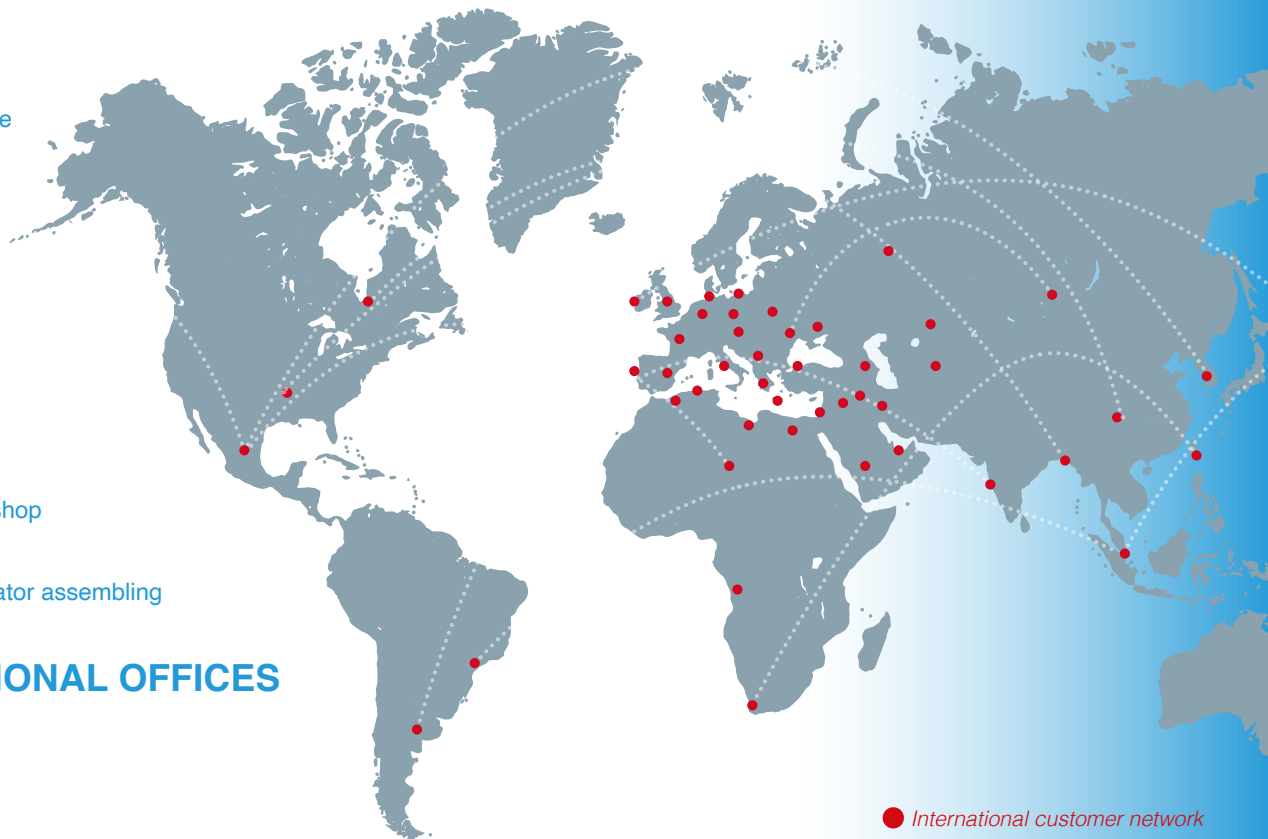 e
shop
ator assembling
IONAL OFFICES
International customer network